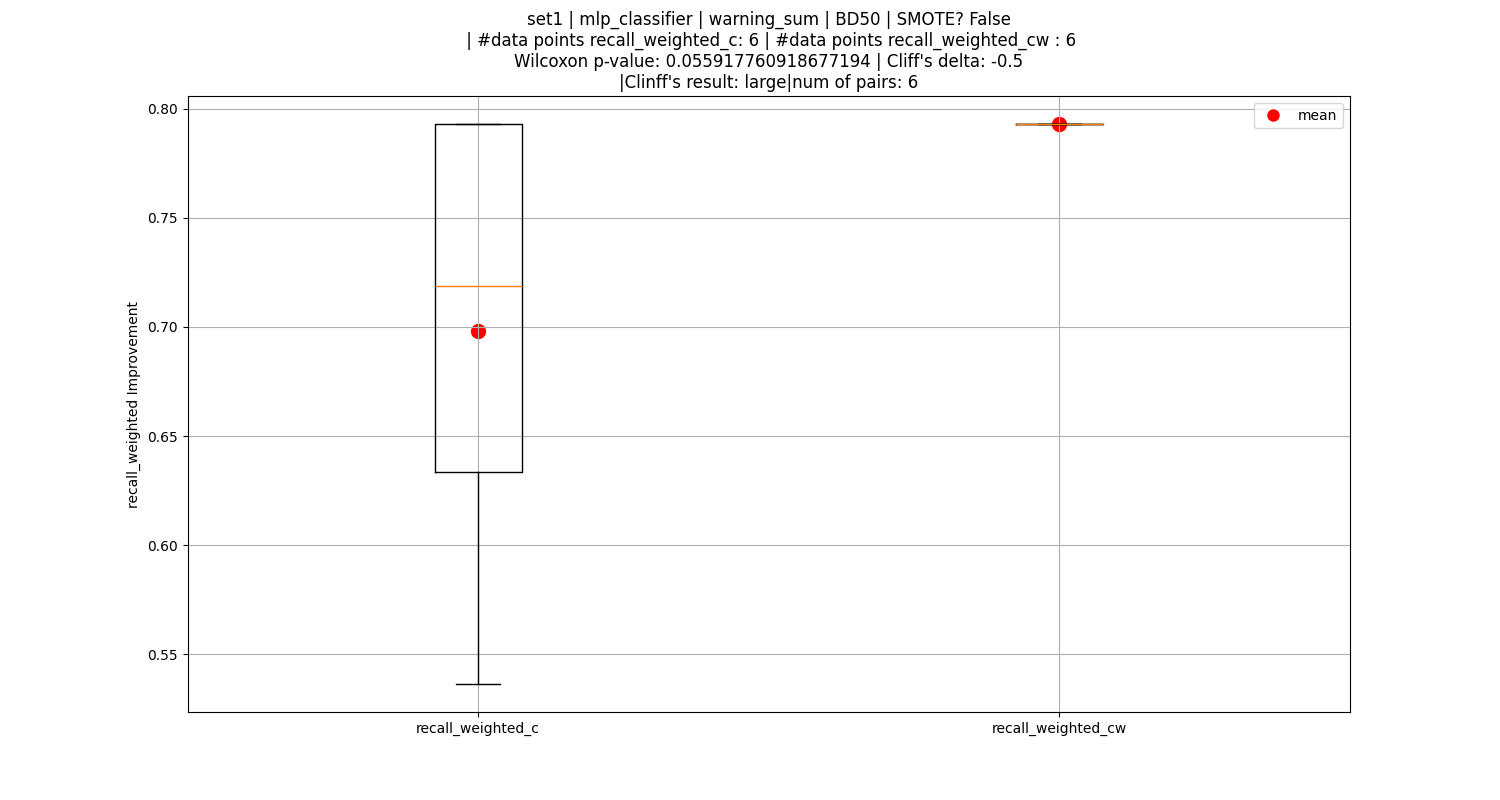 set1 | mlp_classifier | warning_sum | BD50 | SMOTE? False
| #data points recall_weighted_c: 6 | #data points recall_weighted_cw : 6
Wilcoxon p-value: 0.055917760918677194 | Cliff's delta: -0.5
|Clinff's result: large|num of pairs: 6
mean
0.80
0.75
0.70
0.65
0.60
0.55
recall_weighted Improvement
recall_weighted_c
recall_weighted_cw